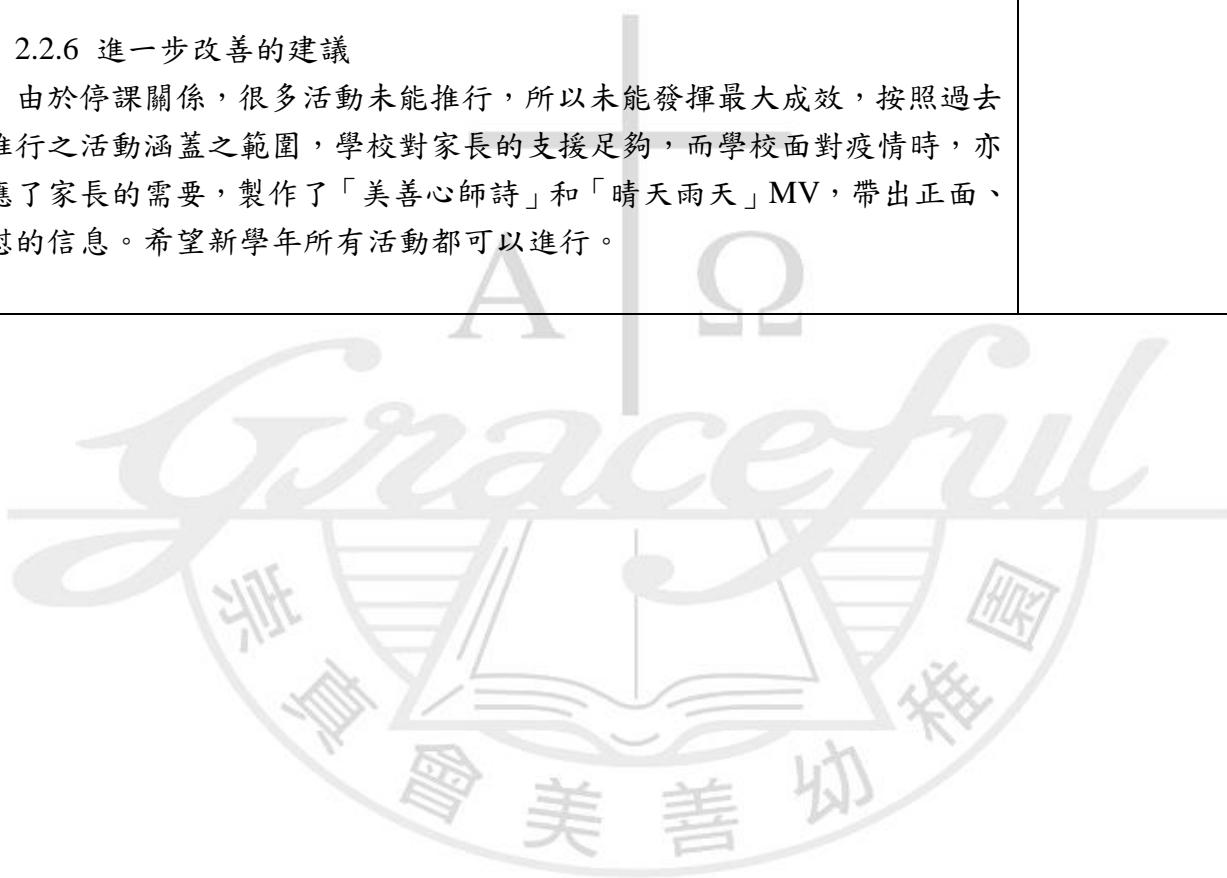 2.2.6 進一步改善的建議
由於停課關係，很多活動未能推行，所以未能發揮最大成效，按照過去
推行之活動涵蓋之範圍，學校對家長的支援足夠，而學校面對疫情時，亦
應了家長的需要，製作了「美善心師詩」和「晴天雨天」MV，帶出正面、
慰的信息。希望新學年所有活動都可以進行。
Α Ω
Graceful
崇真會美善幼稚園